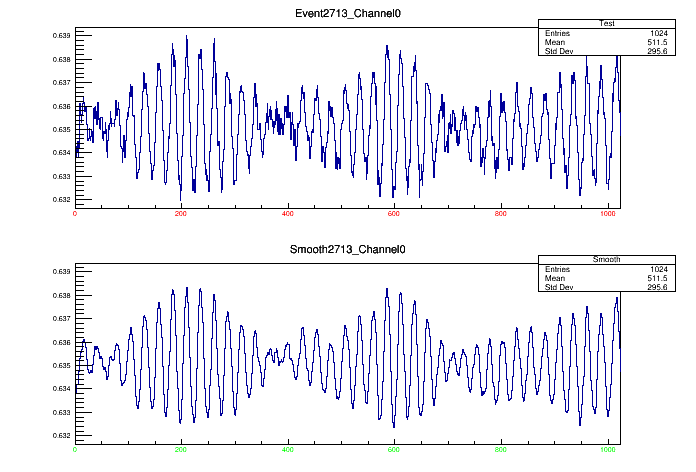 Event2713_Channel0
Test
Entries 1024
Mean 511.5
Std Dev 295.6
0.639
0.638
0.637
0.636
0.635
0.634
0.633
0.632
0 200 400 600 800 1000
Smooth2713_Channel0
Smooth
Entries 1024
Mean 511.5
Std Dev 295.6
0.639
0.638
0.637
0.636
0.635
0.634
0.633
0.632
0 200 400 600 800 1000